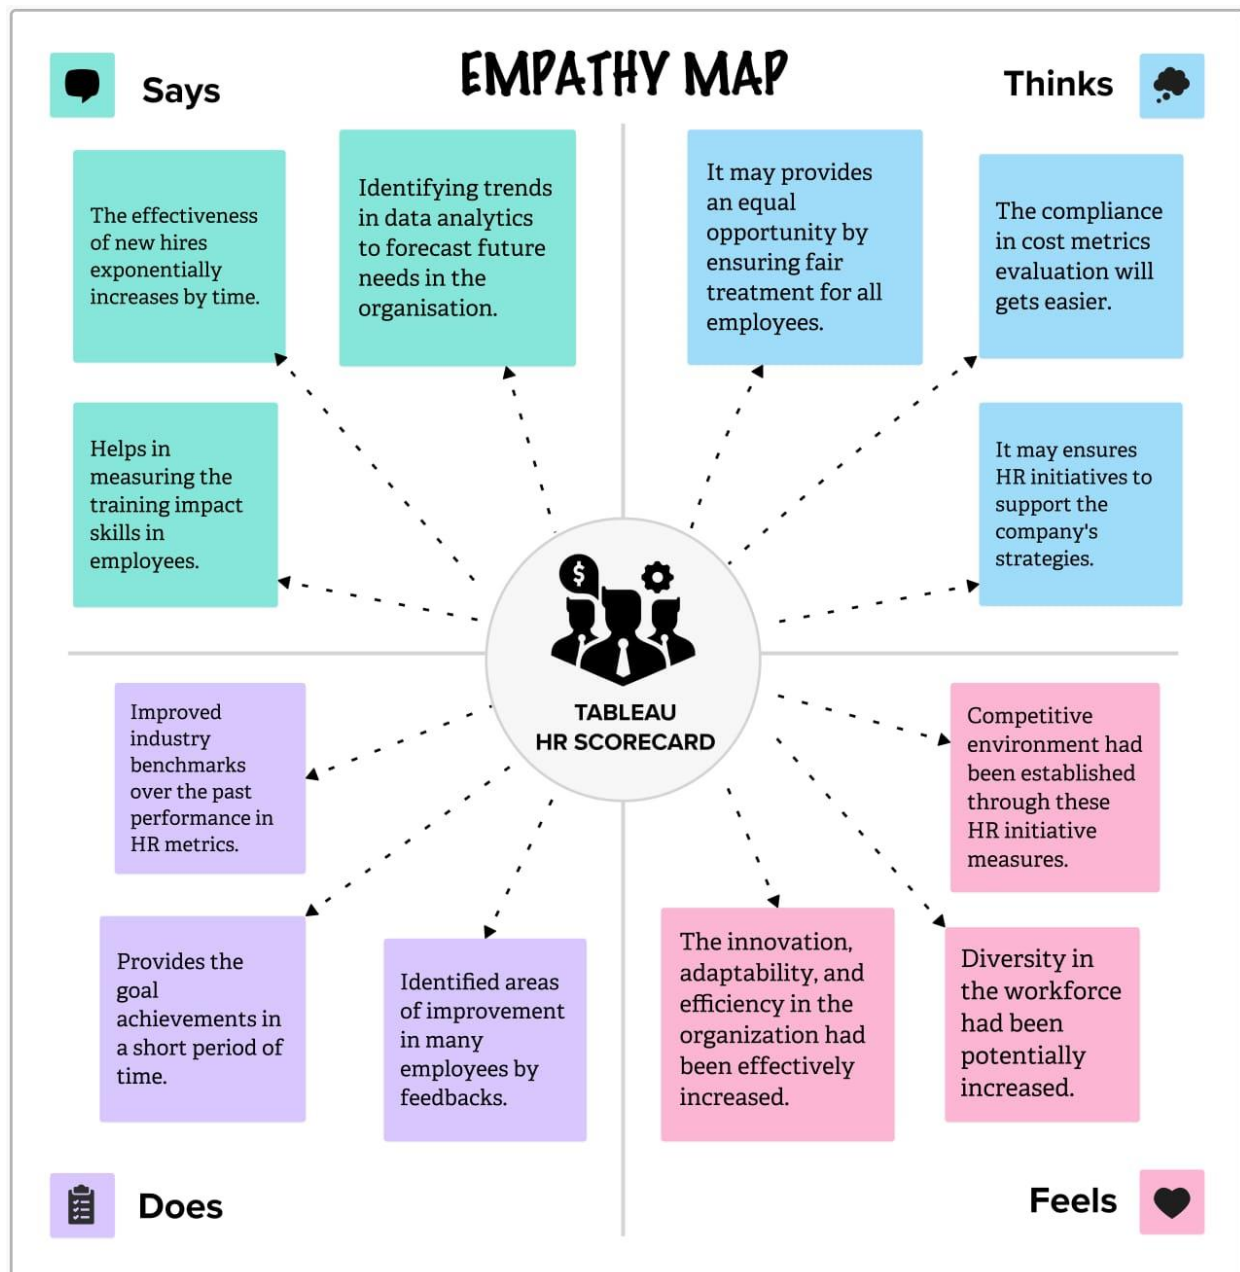 EMPATHY MAP
Says
The effectiveness
of new hires
exponentially
increases by time.
Identifying trends
in data analytics
to forecast future
needs in the
organisation.
Helps in
measuring the
training impact
skills in
employees.
Thinks
It may provides
an equal
opportunity by
ensuring fair
treatment for all
employees.
The compliance
in cost metrics
evaluation will
gets easier.
It may ensures
HR initiatives to
support the
company's
strategies.
$
TABLEAU
HR SCORECARD
Improved
industry
benchmarks
over the past
performance in
HR metrics.
Provides the
goal
achievements in
a short period of
time.
Identified areas
of improvement
in many
employees by
feedbacks.
Does
Competitive
environment had
been established
through these
HR initiative
measures.
The innovation,
adaptability, and
efficiency in the
organization had
been effectively
increased.
Diversity in
the workforce
had been
potentially
increased.
Feels